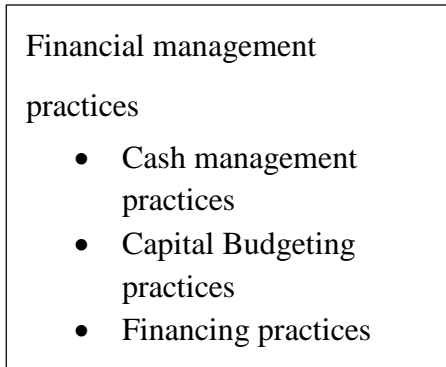 Financial management
practices
• Cash management
practices
• Capital Budgeting
practices
• Financing practices